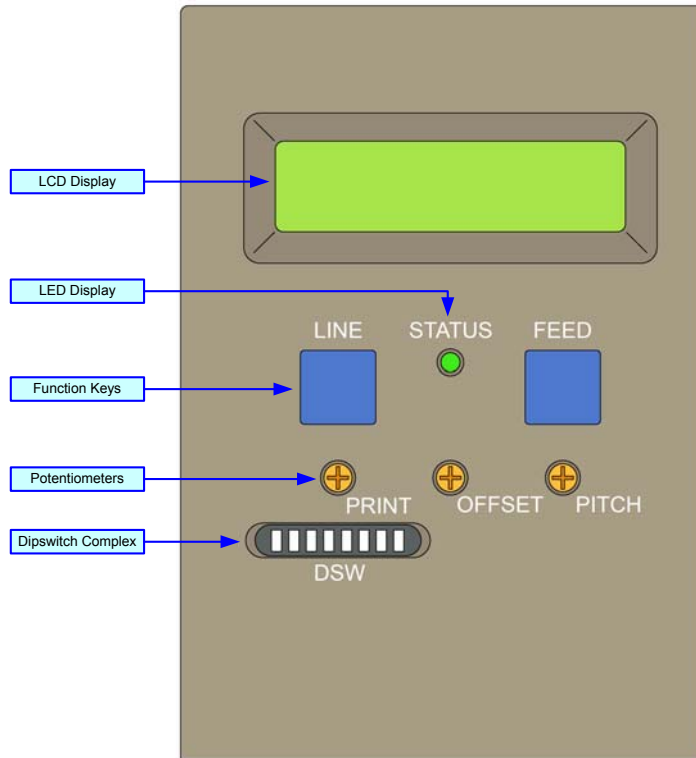 LCD Display
LED Display
LINE STATUS FEED
Function Keys
Potentiometers
PRINT OFFSET PITCH
Dipswitch Complex
DSW